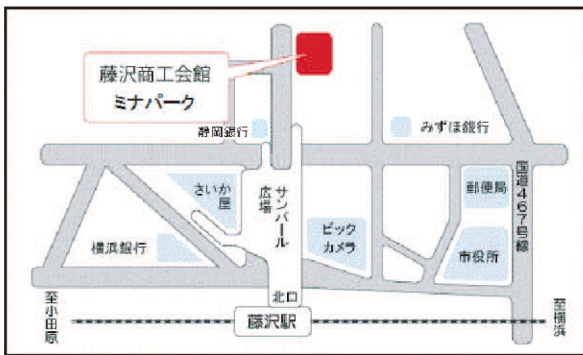 藤沢商工会館
ミナパーク
静岡銀行
みずほ銀行
さいか
屋
サンパール
広場
横浜銀行
ビック
カメラ
郵便局
市役所
国道467号線
北口
藤沢駅
至小田原
至横浜